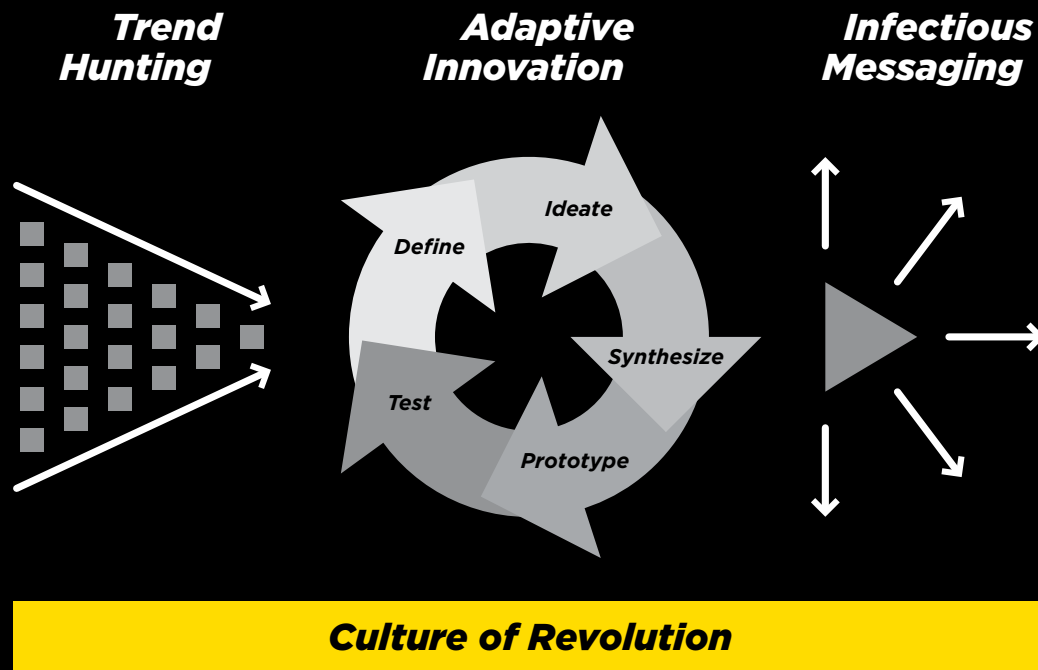 Trend
Hunting
Adaptive
Innovation
Infectious
Messaging
Define
Ideate
Synthesize
Prototype
Test
Culture of Revolution